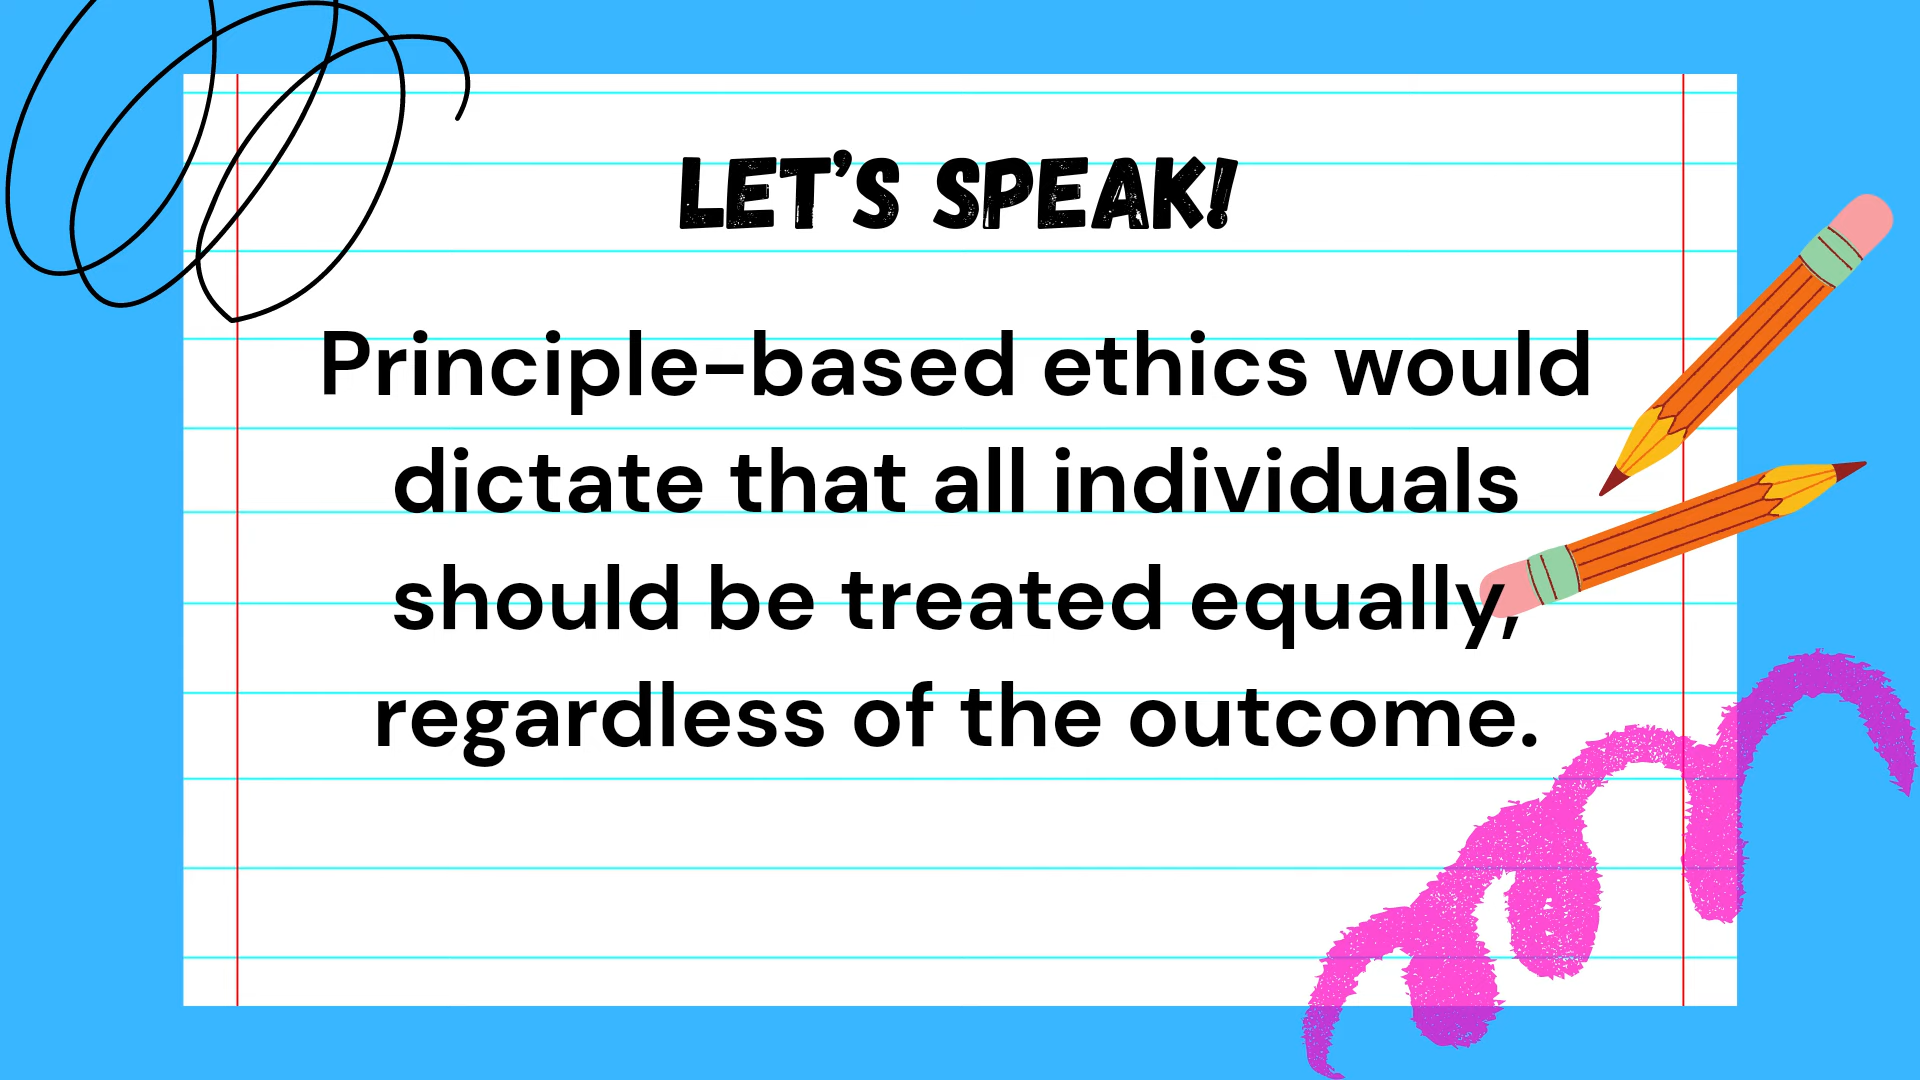 LET'S SPEAK!
Principle-based ethics would
dictate that all individuals
should be treated equally,
regardless of the outcome.